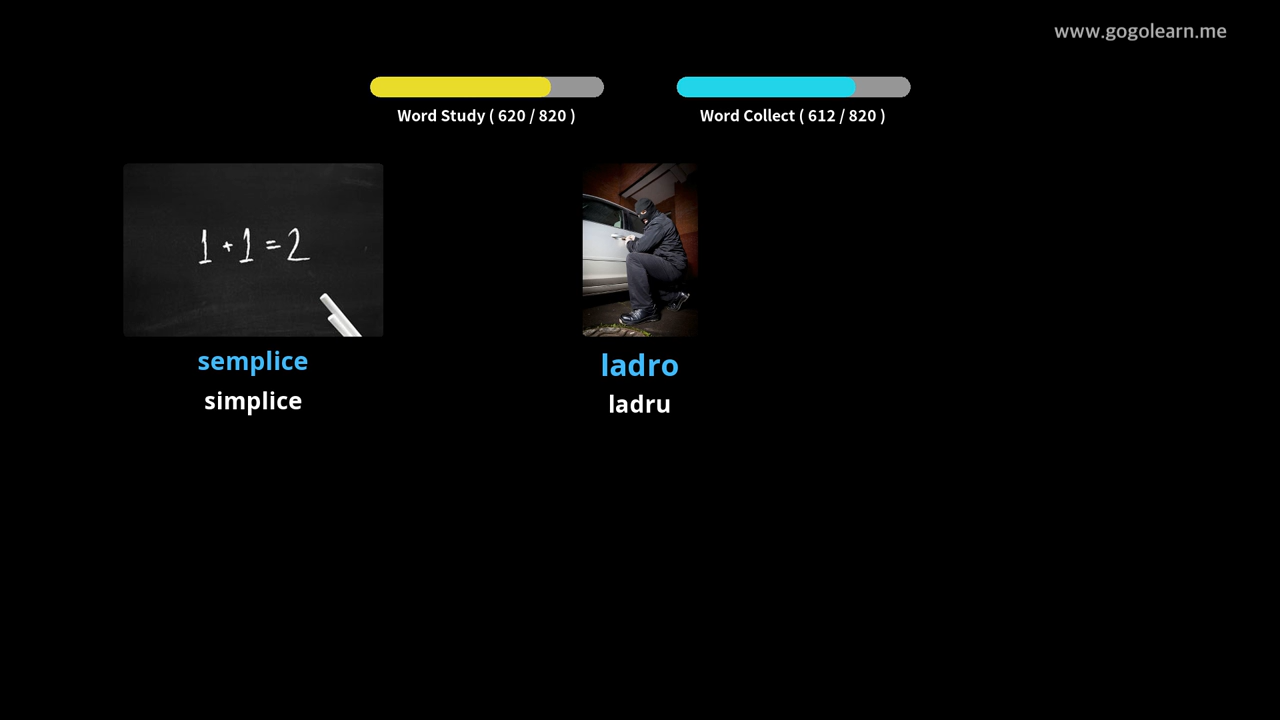 www.gogolearn.me
Word Study ( 620 / 820 )
Word Collect ( 612 / 820 )
1 + 1 = 2
semplice
simplice
ladro
ladru